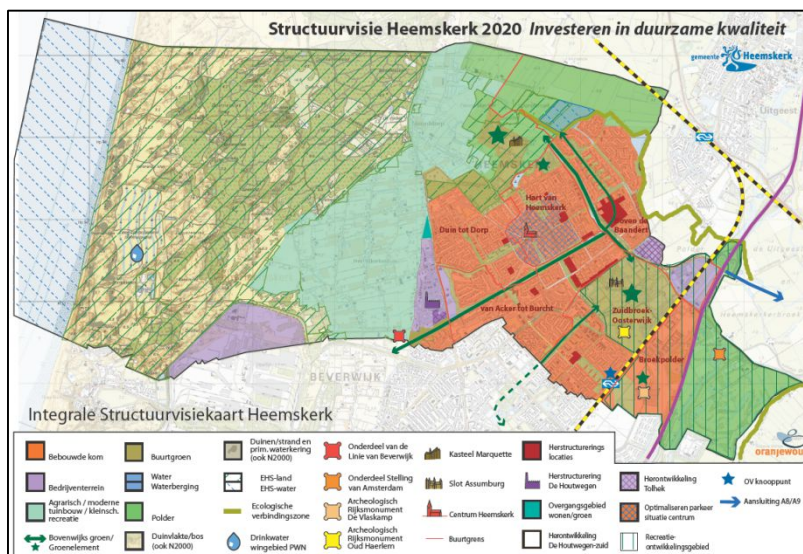 Structuurvisie Heemskerk 2020 Investeren in duurzame kwaliteit
gemeente Heemskerk
Uitgeest
HEEMSKERK
Hart van
Heemskerk
Boven de
Baandert
Duin tot Dorp
van Acker tot Burcht
Zuidbroek-
Oosterwijk
Broekpolder
BEVERWIJK
Integrale Structuurvisiekaart Heemskerk
oranjewoud
Bebouwde kom
Bedrijventerrein
Agrarisch / moderne
tuinbouw / kleinsch.
recreatie
Bovenwijks groen/
Groenelement
Buurtgroen
Water
Waterberging
Polder
Duinvlakte/bos
(ook N2000)
Duinen/strand en
prim. waterkering
(ook N2000)
EHS-land
EHS-water
Ecologische
verbindingszone
Drinkwater
wingebied PWN
Onderdeel van de
Linie van Beverwijk
Onderdeel Stelling
van Amsterdam
Archeologisch
Rijksmonument
De Vlaskamp
Archeologisch
Rijksmonument
Oud Haerlem
Kasteel Marquette
Slot Assumburg
Centrum Heemskerk
Buurtgrens
Herstructurerings
locaties
Herstructurering
De Houtwegen
Overgangsgebied
wonen/groen
Herontwikkeling
De Houtwegen-zuid
Herontwikkeling
Tolhek
Optimaliseren parkeer
situatie centrum
Recreatie-
ontwikkelingsgebied
OV knooppunt
Aansluiting A8/A9